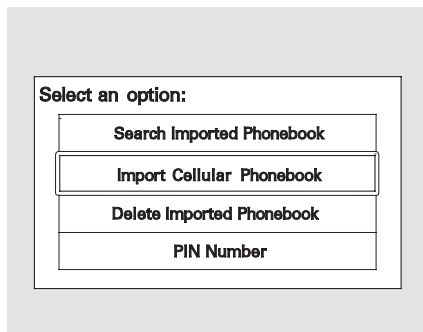 Select an option:
Search Imported Phonebook
Import Cellular Phonebook
Delete Imported Phonebook
PIN Number